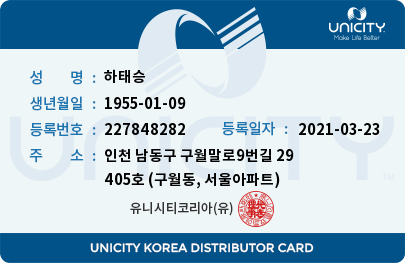 UNICITY
Make Life Better
성 명 : 하태승
생년월일 : 1955-01-09
등록번호 : 227848282 등록일자 : 2021-03-23
주 소 : 인천 남동구 구월말로9번길 29
405호 (구월동, 서울아파트)
유니시티코리아(유)
UNICITY
UNICITY KOREA DISTRIBUTOR CARD